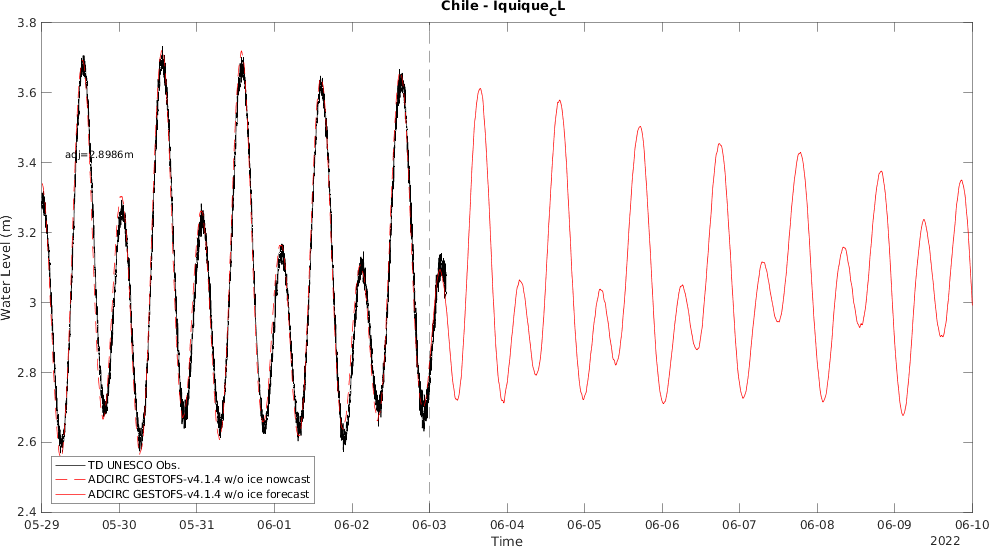 Chile - Iquique_CL
3.8
3.6
3.4
3.2
3
2.8
2.6
2.4
Water Level (m)
adj=2.8986m
TD UNESCO Obs.
ADCIRC GESTOFS-v4.1.4 w/o ice nowcast
ADCIRC GESTOFS-v4.1.4 w/o ice forecast
05-29 05-30 05-31 06-01 06-02 06-03 06-04 06-05 06-06 06-07 06-08 06-09 06-10
Time
2022